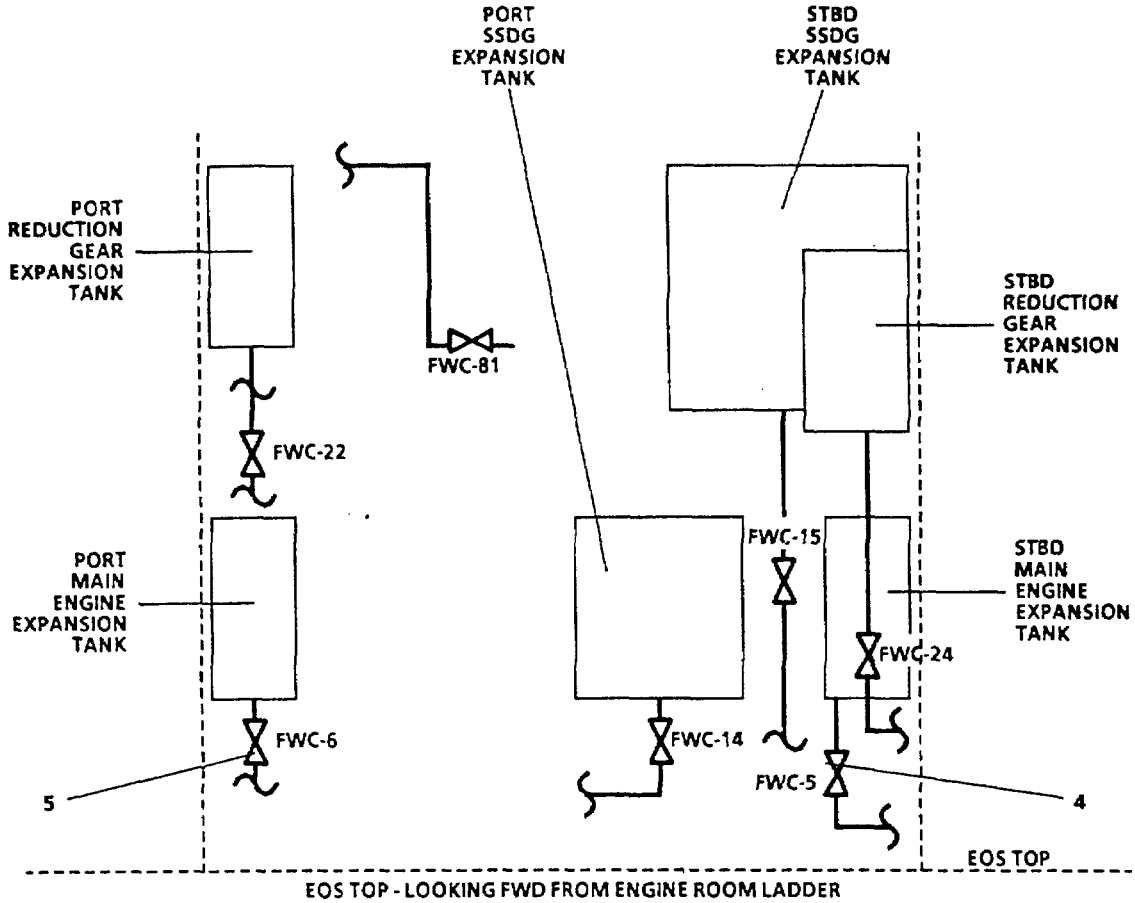 PORT
SSDG
EXPANSION
TANK
STBD
SSDG
EXPANSION
TANK
PORT
REDUCTION
GEAR
EXPANSION
TANK
STBD
REDUCTION
GEAR
EXPANSION
TANK
FWC-81
FWC-22
FWC-15
PORT
MAIN
ENGINE
EXPANSION
TANK
STBD
MAIN
ENGINE
EXPANSION
TANK
FWC-24
FWC-6
FWC-14
FWC-5
5
4
EOS TOP
EOS TOP - LOOKING FWD FROM ENGINE ROOM LADDER